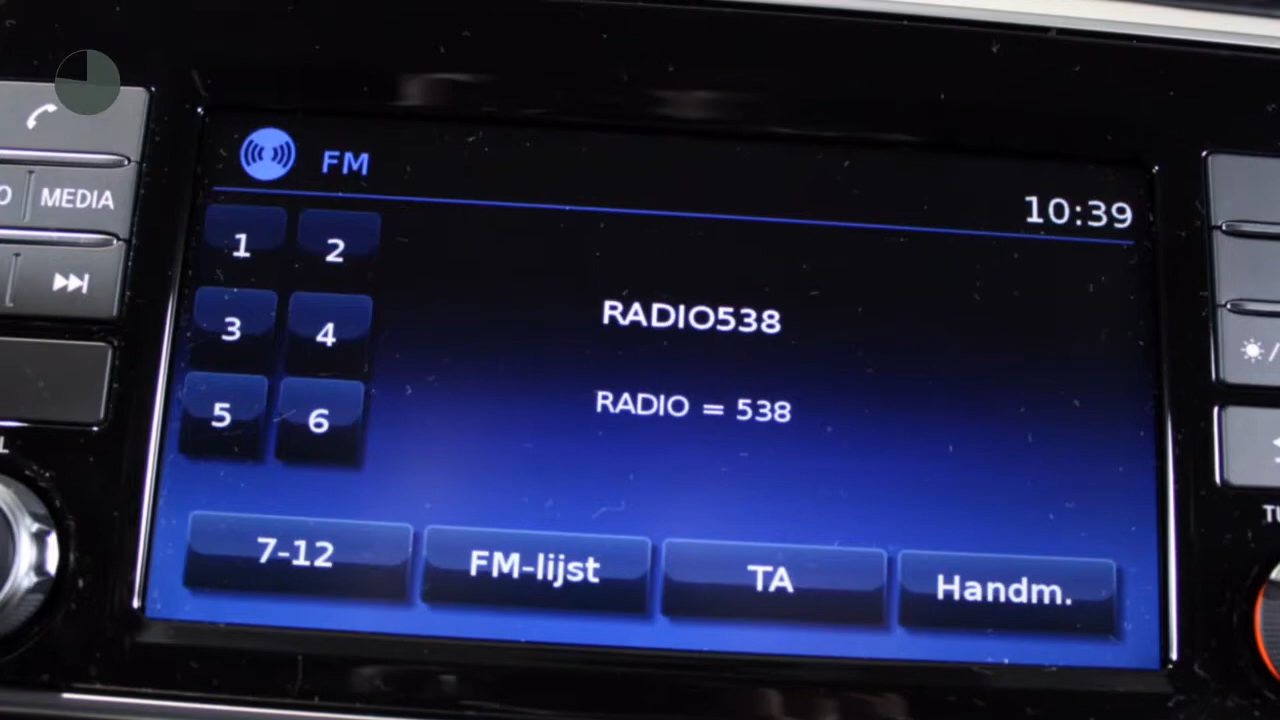 FM
10:39
MEDIA
1 2
3 4
5 6
RADIO538
RADIO = 538
7-12 FM-lijst TA Handm.